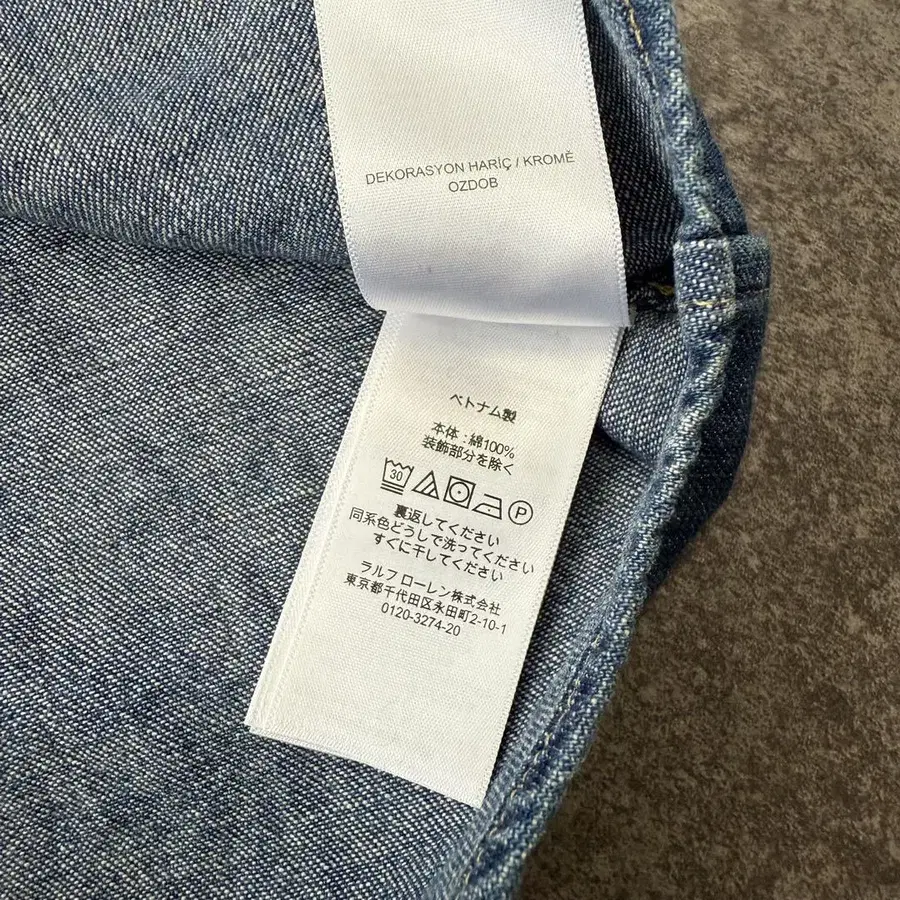 DEKORASYON HARİÇ / KROMĚ
OZDOB
ベトナム製
本体 : 綿100%
装飾部分を除く
30
P
裏返してください
同系色どうしで洗ってください
すぐに干してください
ラルフ ローレン株式会社
東京都千代田区永田町2-10-1
0120-3274-20